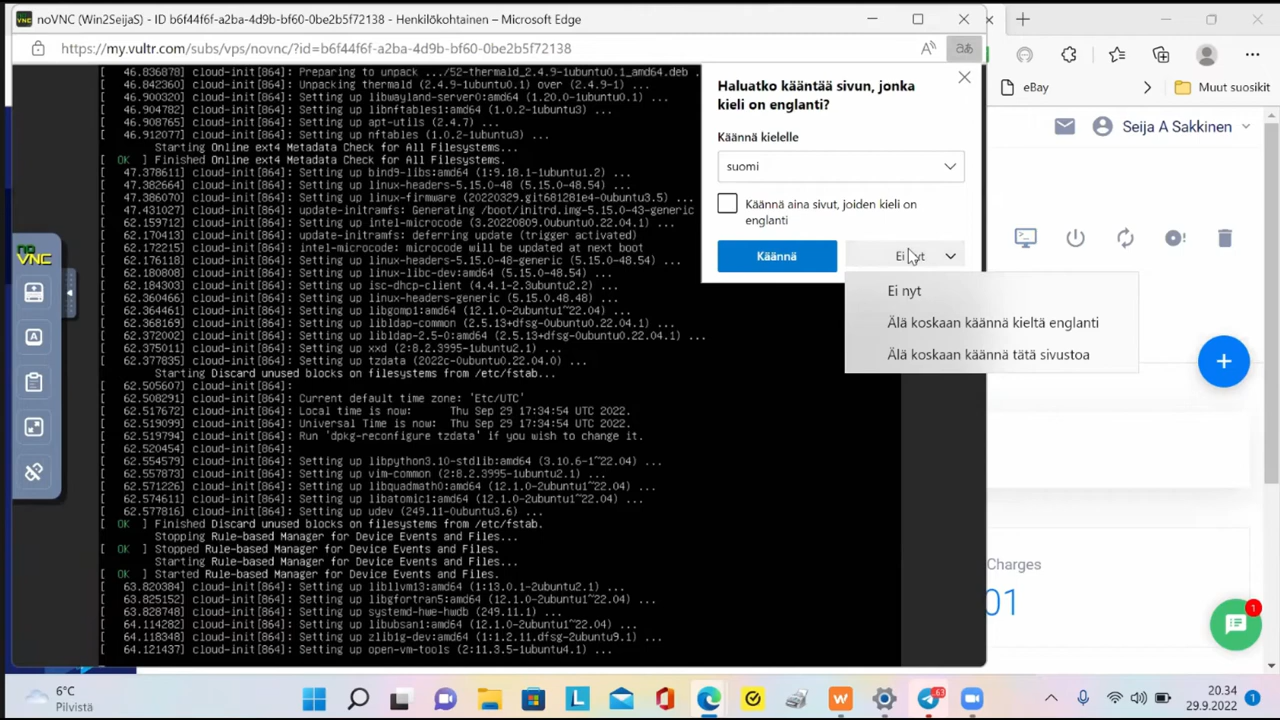 noVNC (Win2SeijaS) - ID b6f44f6f-a2ba-4d9b-bf60-0be2b5f72138 - Henkilökohtainen – Microsoft Edge
https://my.vultr.com/subs/vps/novnc/?id=b6f44f6f-a2ba-4d9b-bf60-0be2b5f72138
eBay
Muut suosikit
Seija A Sakkinen
[ 46.836878] cloud-init[864]: Preparing to unpack .../52-thermald_2.4.9-1ubuntu0.1_amd64.deb .
[ 46.842360] cloud-init[864]: Unpacking thermald (2.4.9-1ubuntu0.1) over (2.4.9-1) ...
[ 46.900320] cloud-init[864]: Setting up libwayland-server0:amd64 (1.20.0-1ubuntu0.1) ...
[ 46.904782] cloud-init[864]: Setting up libnftables1:amd64 (1.0.2-1ubuntu3) ...
[ 46.908765] cloud-init[864]: Setting up apt-utils (2.4.7) ...
[ 46.912077] cloud-init[864]: Setting up nftables (1.0.2-1ubuntu3) ...
Starting Online ext4 Metadata Check for All Filesystems...
[ OK ] Finished Online ext4 Metadata Check for All Filesystems.
[ 47.378611] cloud-init[864]: Setting up bind9-libs:amd64 (1:9.18.1-1ubuntu1.2) ...
[ 47.382664] cloud-init[864]: Setting up linux-headers-5.15.0-48 (5.15.0-48.54) ...
[ 47.386070] cloud-init[864]: Setting up linux-firmware (20220329.git681281e4-0ubuntu3.5) ...
[ 47.431027] cloud-init[864]: update-initramfs: Generating /boot/initrd.img-5.15.0-43-generic
[ 62.159712] cloud-init[864]: Setting up intel-microcode (3.20220809.0ubuntu0.22.04.1) ...
[ 62.170413] cloud-init[864]: update-initramfs: deferring update (trigger activated)
[ 62.172215] cloud-init[864]: intel-microcode: microcode will be updated at next boot
[ 62.175091] cloud-init[864]: Setting up linux-headers-5.15.0-48-generic (5.15.0-48.54) ...
[ 62.180808] cloud-init[864]: Setting up linux-libc-dev:amd64 (5.15.0-48.54) ...
[ 62.184303] cloud-init[864]: Setting up isc-dhcp-client (4.4.1-2.3ubuntu2.2) ...
[ 62.360466] cloud-init[864]: Setting up linux-headers-generic (5.15.0.48.48) ...
[ 62.364461] cloud-init[864]: Setting up libgomp1:amd64 (12.1.0-2ubuntu1~22.04) ...
[ 62.368169] cloud-init[864]: Setting up libldap-common (2.5.13+dfsg-0ubuntu0.22.04.1) ...
[ 62.372002] cloud-init[864]: Setting up libldap-2.5-0:amd64 (2.5.13+dfsg-0ubuntu0.22.04.1) ...
[ 62.375011] cloud-init[864]: Setting up xxd (2:8.2.3995-1ubuntu2.1) ...
[ 62.377835] cloud-init[864]: Setting up tzdata (2022c-0ubuntu0.22.04.0) ...
Starting Discard unused blocks on filesystems from /etc/fstab...
[ 62.505607] cloud-init[864]:
[ 62.508291] cloud-init[864]: Current default time zone: 'Etc/UTC'
[ 62.517672] cloud-init[864]: Local time is now: Thu Sep 29 17:34:54 UTC 2022.
[ 62.519099] cloud-init[864]: Universal Time is now: Thu Sep 29 17:34:54 UTC 2022.
[ 62.519794] cloud-init[864]: Run 'dpkg-reconfigure tzdata' if you wish to change it.
[ 62.520454] cloud-init[864]:
[ 62.554579] cloud-init[864]: Setting up libpython3.10-stdlib:amd64 (3.10.6-1~22.04) ...
[ 62.557873] cloud-init[864]: Setting up vim-common (2:8.2.3995-1ubuntu2.1) ...
[ 62.573467] cloud-init[864]: Setting up libquadmath0:amd64 (12.1.0-2ubuntu1~22.04) ...
[ 62.574611] cloud-init[864]: Setting up libatomic1:amd64 (12.1.0-2ubuntu1~22.04) ...
[ 62.577816] cloud-init[864]: Setting up udev (249.11-0ubuntu3.6) ...
[ OK ] Finished Discard unused blocks on filesystems from /etc/fstab.
Stopping Rule-based Manager for Device Events and Files...
[ OK ] Stopped Rule-based Manager for Device Events and Files.
Starting Rule-based Manager for Device Events and Files...
[ OK ] Started Rule-based Manager for Device Events and Files.
[ 63.820384] cloud-init[864]: Setting up libllvm13:amd64 (1:13.0.1-2ubuntu2.1) ...
[ 63.825152] cloud-init[864]: Setting up libgfortran5:amd64 (12.1.0-2ubuntu1~22.04) ...
[ 63.828748] cloud-init[864]: Setting up systemd-hwe-hwdb (249.11.1) ...
[ 64.114282] cloud-init[864]: Setting up libubsan1:amd64 (12.1.0-2ubuntu1~22.04) ...
[ 64.118348] cloud-init[864]: Setting up zlib1g-dev:amd64 (1:1.2.11.dfsg-2ubuntu9.1) ...
[ 64.121437] cloud-init[864]: Setting up open-vm-tools (2:11.3.5-1ubuntu4.1) ...
no
VNC
Haluatko kääntää sivun, jonka
kieli on englanti?
Käännä kielelle
suomi
Käännä aina sivut, joiden kieli on
englanti
Käännä
Ei nyt
Älä koskaan käännä kieltä englanti
Älä koskaan käännä tätä sivustoa
Charges
01
1
6°C
Pilvistä
63
20.34
29.9.2022
1